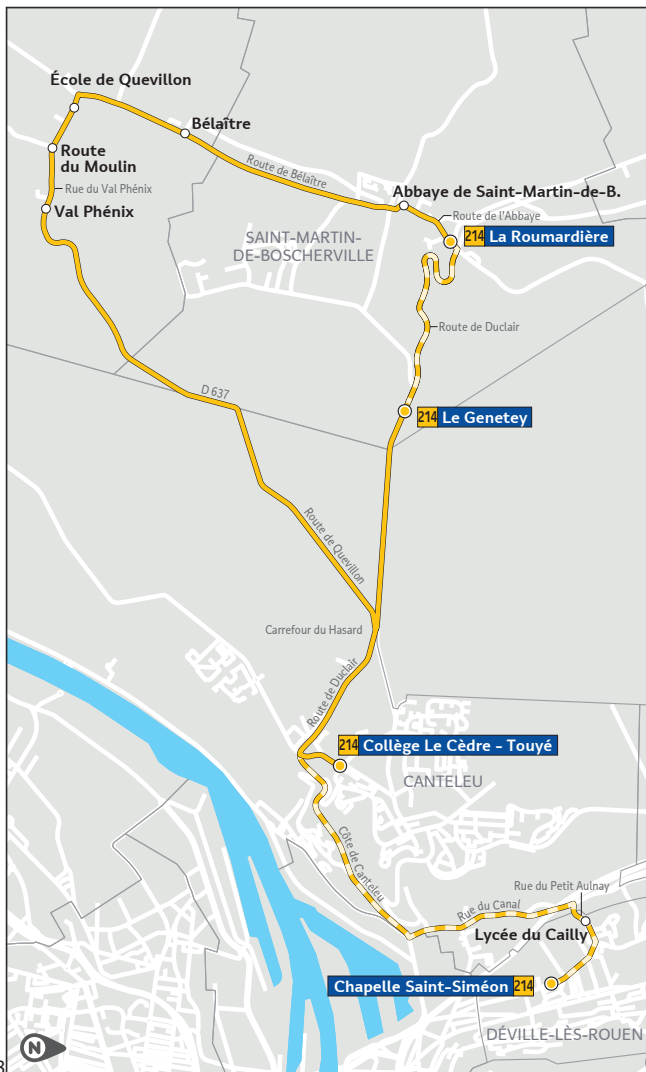 École de Quevillon
Bélaître
Route
du Moulin
Rue du Val Phénix
Val Phénix
Route de Bélaître
Abbaye de Saint-Martin-de-B.
Route de l'Abbaye
214 La Roumardière
SAINT-MARTIN-
DE-BOSCHERVILLE
Route de Duclair
D 637
214 Le Genetey
Route de Quevillon
Carrefour du Hasard
Route de Duclair
214 Collège Le Cèdre - Touyé
CANTELEU
Côte de Canteleu
Rue du Petit Aulnay
Rue du Canal
Lycée du Cailly
Chapelle Saint-Siméon 214
DÉVILLE-LÈS-ROUEN
N